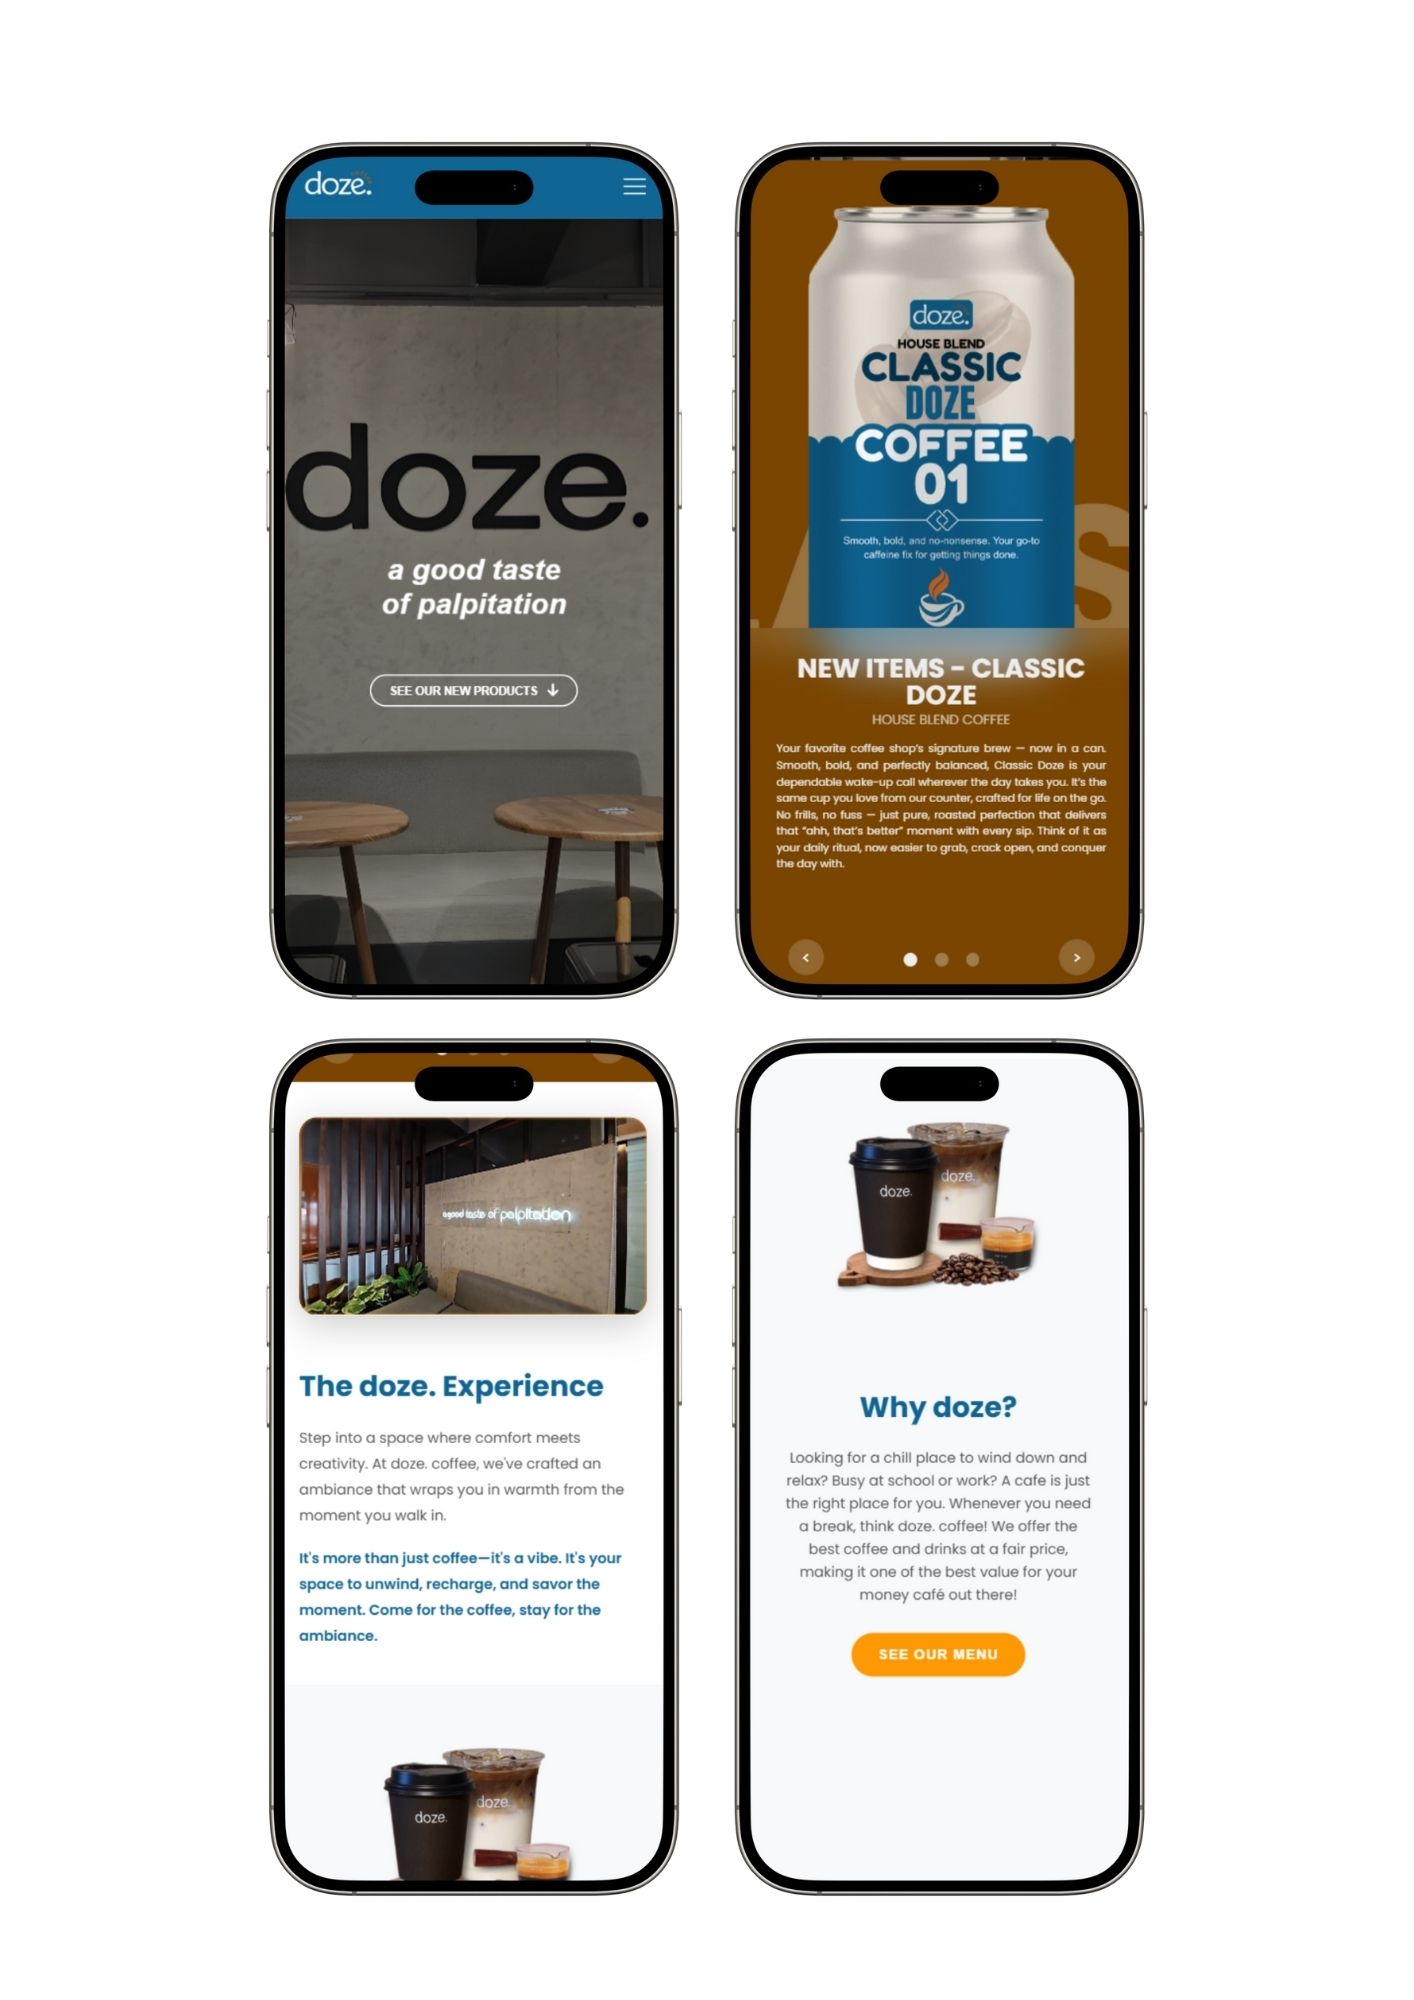 doze.
doze.
a good taste
of palpitation
SEE OUR NEW PRODUCTS
doze.
HOUSE BLEND
CLASSIC
DOZE
COFFEE
01
Smooth, bold, and no-nonsense. Your go-to
caffeine fix for getting things done.
S
NEW ITEMS – CLASSIC
DOZE
HOUSE BLEND COFFEE
Your favorite coffee shop's signature brew — now in a can.
Smooth, bold, and perfectly balanced, Classic Doze is your
dependable wake-up call wherever the day takes you. It's the
same cup you love from our counter, crafted for life on the go.
No frills, no fuss — just pure, roasted perfection that delivers
that “ahh, that's better” moment with every sip. Think of it as
your daily ritual, now easier to grab, crack open, and conquer
the day with.
a good taste of palpitation
The doze. Experience
Step into a space where comfort meets
creativity. At doze. coffee, we've crafted an
ambiance that wraps you in warmth from the
moment you walk in.
It's more than just coffee—it's a vibe. It's your
space to unwind, recharge, and savor the
moment. Come for the coffee, stay for the
ambiance.
doze.
doze.
doze.
doze.
Why doze?
Looking for a chill place to wind down and
relax? Busy at school or work? A cafe is just
the right place for you. Whenever you need
a break, think doze. coffee! We offer the
best coffee and drinks at a fair price,
making it one of the best value for your
money café out there!
SEE OUR MENU